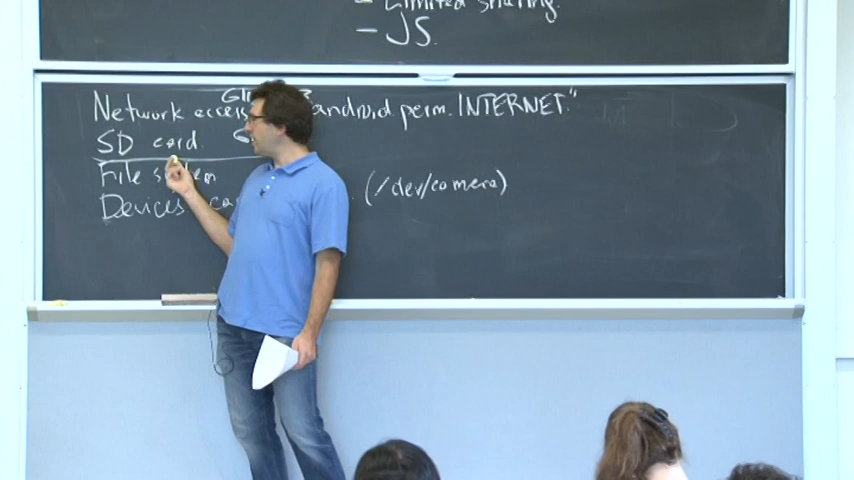 - Limited sharing.
- JS.
Network access android perm. INTERNET."
SD card.
File system
Devices (/dev/camera)